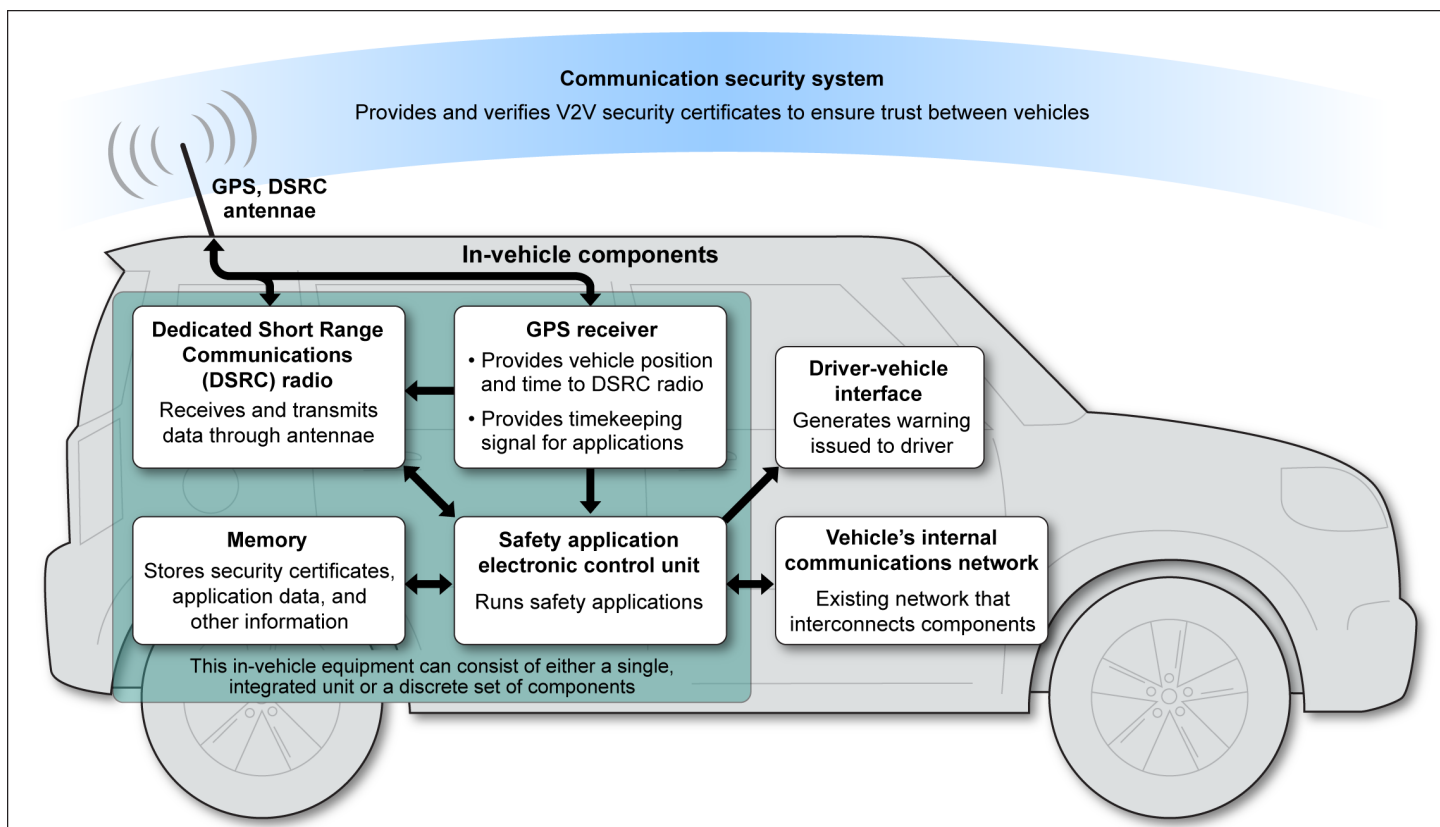 Communication security system
Provides and verifies V2V security certificates to ensure trust between vehicles
GPS, DSRC
antennae
In-vehicle components
Dedicated Short Range
Communications
(DSRC) radio
Receives and transmits
data through antennae
GPS receiver
• Provides vehicle position
and time to DSRC radio
• Provides timekeeping
signal for applications
Driver-vehicle
interface
Generates warning
issued to driver
Memory
Stores security certificates,
application data, and
other information
Safety application
electronic control unit
Runs safety applications
Vehicle’s internal
communications network
Existing network that
interconnects components
This in-vehicle equipment can consist of either a single,
integrated unit or a discrete set of components